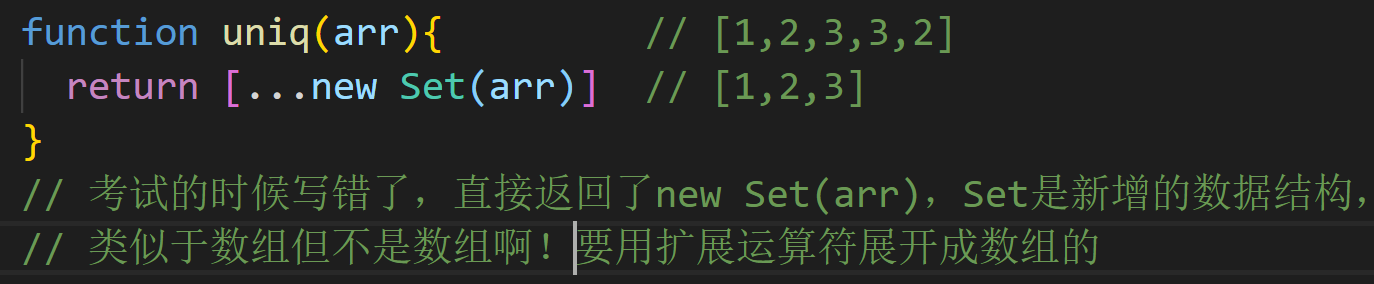 function uniq(arr){ // [1,2,3,3,2]
return [...new Set(arr)] // [1,2,3]
}
// 考试的时候写错了，直接返回了new Set(arr)，Set是新增的数据结构，
// 类似于数组但不是数组啊！要用扩展运算符展开成数组的